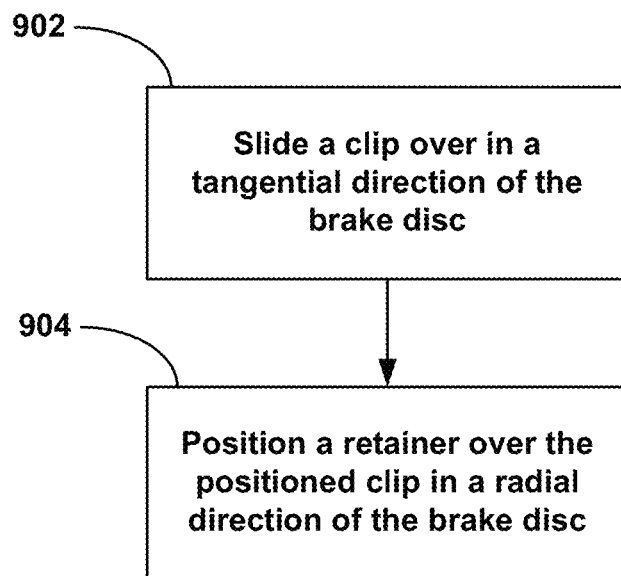 902
Slide a clip over in a
tangential direction of the
brake disc
904
Position a retainer over the
positioned clip in a radial
direction of the brake disc